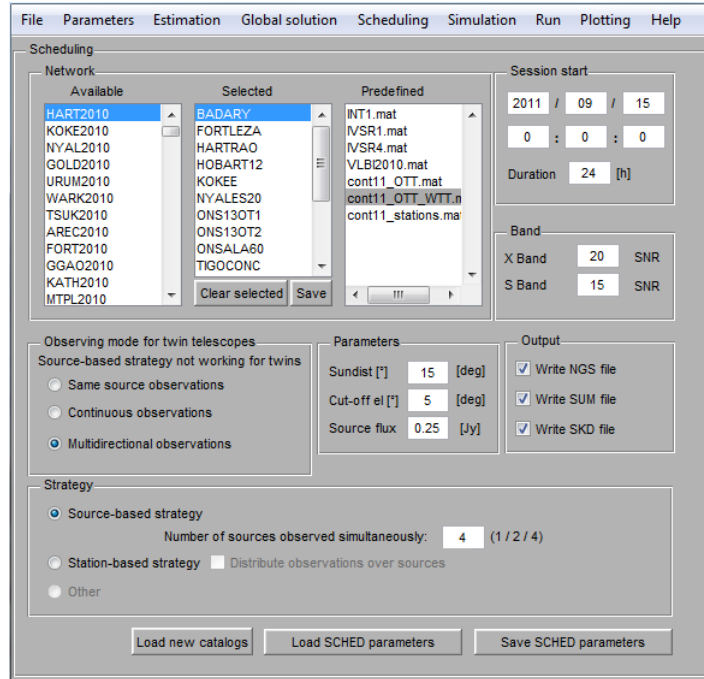 File Parameters Estimation Global solution Scheduling Simulation Run Plotting Help
Scheduling
Network
Available
HART2010
KOKE2010
NYAL2010
GOLD2010
URUM2010
WARK2010
TSUK2010
AREC2010
FORT2010
GGAO2010
KATH2010
MTPL2010
Selected
BADARY
FORTLEZA
HARTRAO
HOBART12
KOKEE
NYALES20
ONS13OT1
ONS13OT2
ONSALA60
TIGOCONC
Clear selected Save
Predefined
INT1.mat
IVSR1.mat
IVSR4.mat
VLBI2010.mat
cont11_OTT.mat
cont11_OTT_WTT.m
cont11_stations.mat
Session start
2011 / 09 / 15
0 : 0 : 0
Duration 24 [h]
Band
X Band 20 SNR
S Band 15 SNR
Observing mode for twin telescopes
Source-based strategy not working for twins
Same source observations
Continuous observations
Multidirectional observations
Parameters
Sundist [°] 15 [deg]
Cut-off el [°] 5 [deg]
Source flux 0.25 [Jy]
Output
Write NGS file
Write SUM file
Write SKD file
Strategy
Source-based strategy
Number of sources observed simultaneously: 4 (1 / 2 / 4)
Station-based strategy Distribute observations over sources
Other
Load new catalogs Load SCHED parameters Save SCHED parameters